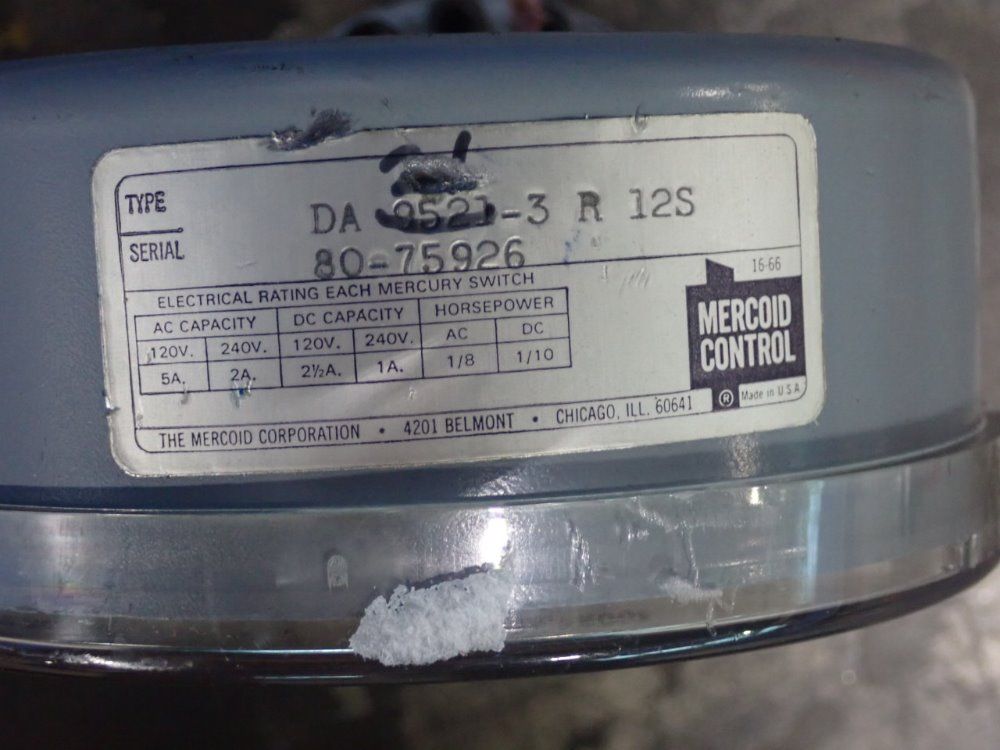 TYPE
DA 9521-3 R 12S
SERIAL
80-75926
16-66
ELECTRICAL RATING EACH MERCURY SWITCH
AC CAPACITY DC CAPACITY HORSEPOWER
120V. 240V. 120V. 240V. AC DC
5A. 2A. 2½A. 1A. 1/8 1/10
MERCOID
CONTROL
® Made in U.S.A.
THE MERCOID CORPORATION • 4201 BELMONT • CHICAGO, ILL. 60641